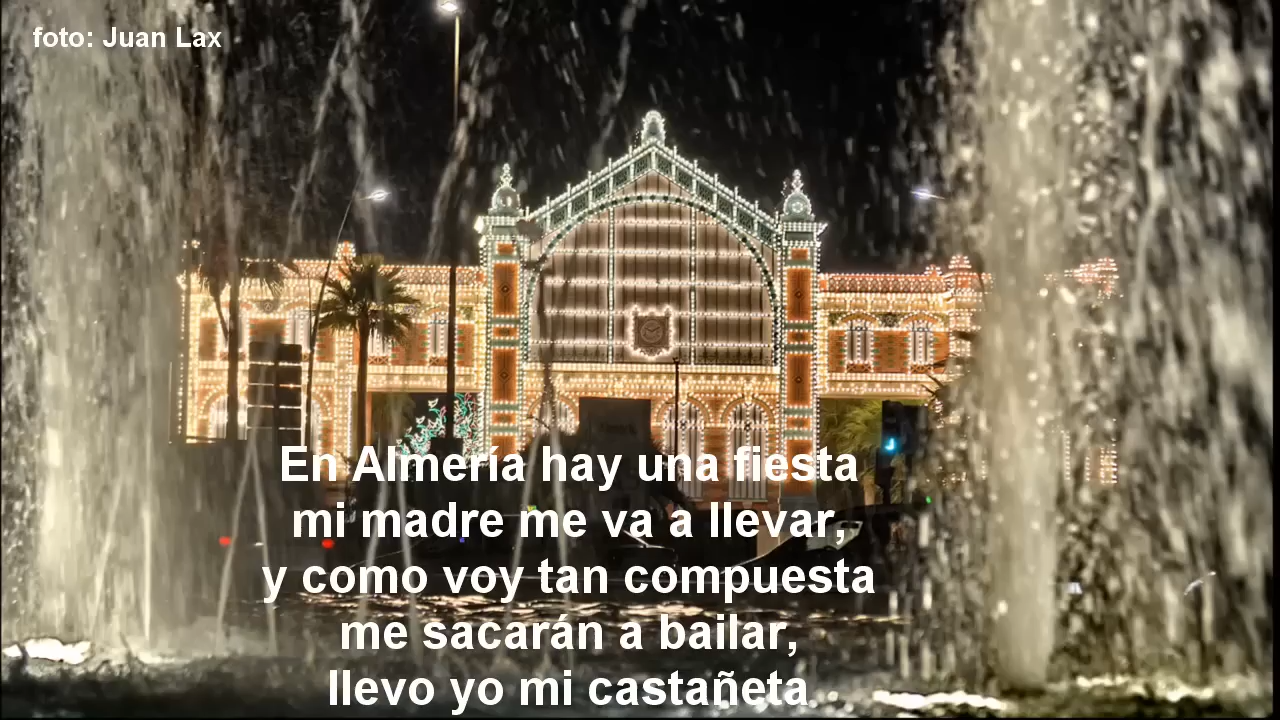 foto: Juan Lax
En Almería hay una fiesta
mi madre me va a llevar,
y como voy tan compuesta
me sacarán a bailar,
llevo yo mi castañeta